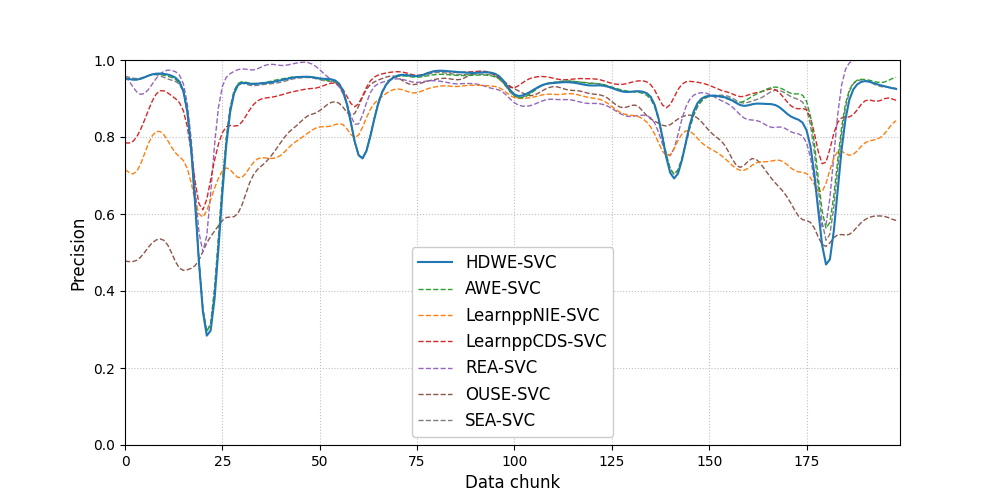 1.0
0.8
0.6
0.4
0.2
0.0
Precision
HDWE-SVC
AWE-SVC
LearnppNIE-SVC
LearnppCDS-SVC
REA-SVC
OUSE-SVC
SEA-SVC
0 25 50 75 100 125 150 175
Data chunk